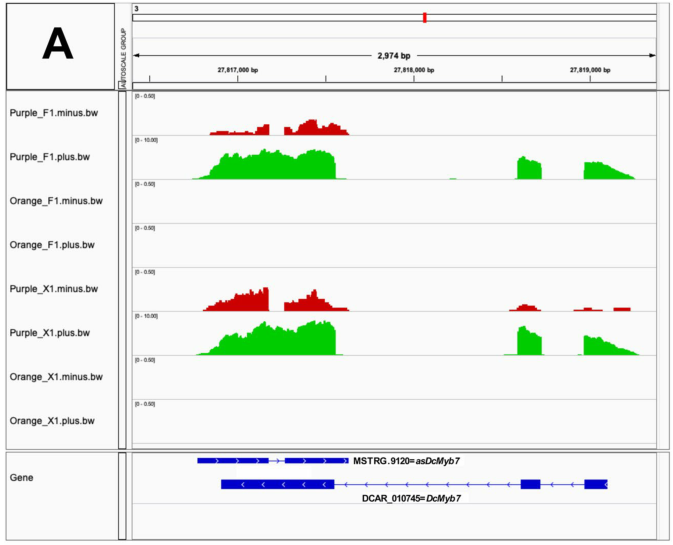 A
AUTOSCALE GROUP
3
2,974 bp
27,817,000 bp
27,818,000 bp
27,819,000 bp
Purple_F1.minus.bw
[0 - 0.50]
Purple_F1.plus.bw
[0 - 10.00]
Orange_F1.minus.bw
[0 - 0.50]
Orange_F1.plus.bw
[0 - 0.50]
Purple_X1.minus.bw
[0 - 0.50]
Purple_X1.plus.bw
[0 - 10.00]
Orange_X1.minus.bw
[0 - 0.50]
Orange_X1.plus.bw
[0 - 0.50]
Gene
MSTRG.9120=asDcMyb7
DCAR_010745=DcMyb7